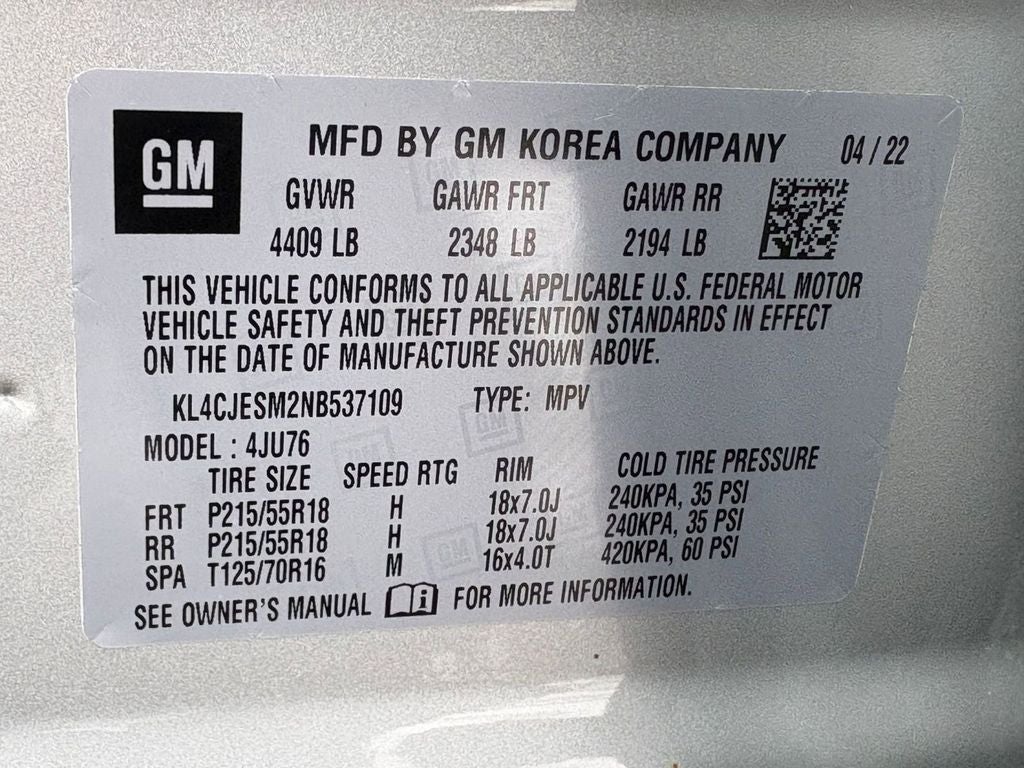 GM
MFD BY GM KOREA COMPANY 04/22
GVWR GAWR FRT GAWR RR
4409 LB 2348 LB 2194 LB
THIS VEHICLE CONFORMS TO ALL APPLICABLE U.S. FEDERAL MOTOR
VEHICLE SAFETY AND THEFT PREVENTION STANDARDS IN EFFECT
ON THE DATE OF MANUFACTURE SHOWN ABOVE.
KL4CJESM2NB537109 TYPE: MPV
MODEL : 4JU76
TIRE SIZE SPEED RTG RIM COLD TIRE PRESSURE
FRT P215/55R18 H 18x7.0J 240KPA, 35 PSI
RR P215/55R18 H 18x7.0J 240KPA, 35 PSI
SPA T125/70R16 M 16x4.0T 420KPA, 60 PSI
SEE OWNER'S MANUAL i FOR MORE INFORMATION.